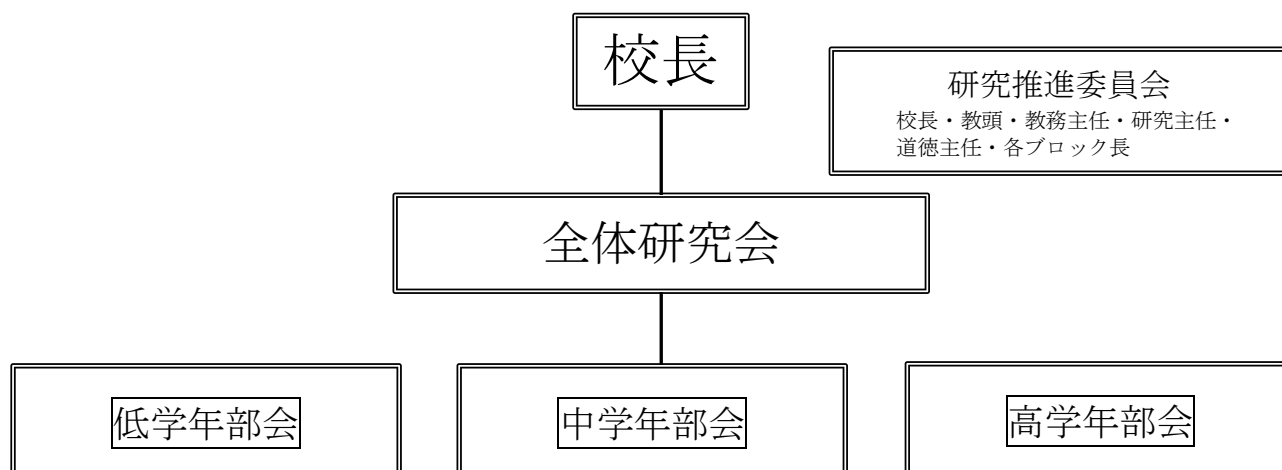 校長
研究推進委員会
校長・教頭・教務主任・研究主任・
道徳主任・各ブロック長
全体研究会
低学年部会
中学年部会
高学年部会